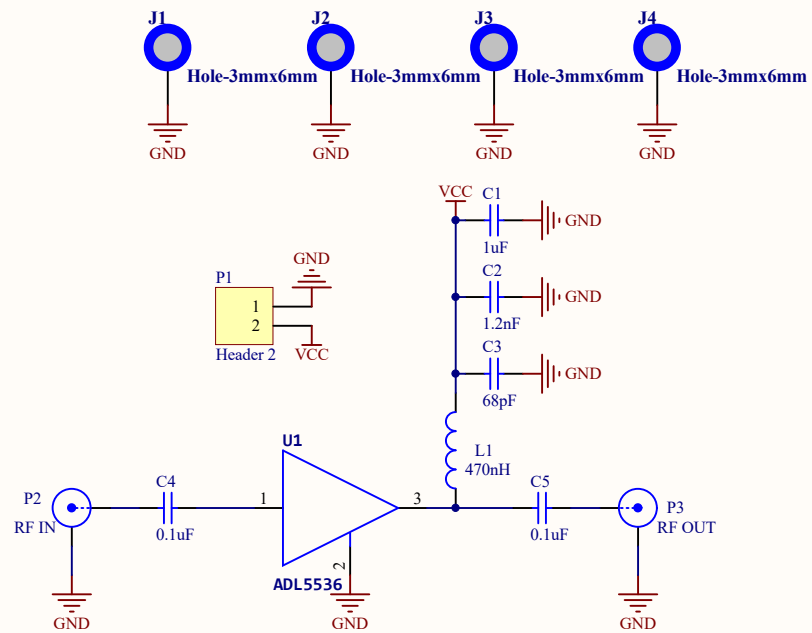 J1 J2 J3 J4
Hole-3mmx6mm Hole-3mmx6mm Hole-3mmx6mm Hole-3mmx6mm
GND GND GND GND
VCC C1
GND
1uF
GND
P1
1
2
Header 2 VCC
C2
GND
1.2nF
C3
GND
68pF
U1
L1
470nH
P2 C4 1 3 C5 P3
RF IN 0.1uF 0.1uF RF OUT
2
ADL5536
GND GND GND